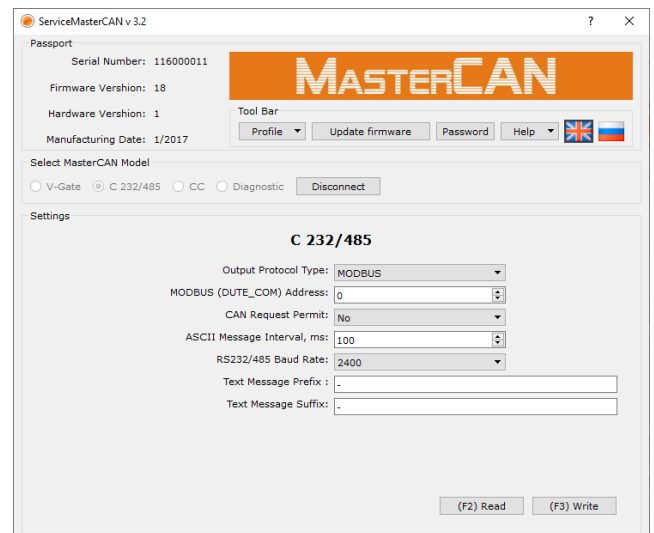 ServiceMasterCAN v 3.2
Passport
Serial Number: 116000011
Firmware Vershion: 18
Hardware Vershion: 1
Manufacturing Date: 1/2017
MASTERCAN
Tool Bar
Profile Update firmware Password Help
Select MasterCAN Model
V-Gate C 232/485 CC Diagnostic Disconnect
Settings
C 232/485
Output Protocol Type: MODBUS
MODBUS (DUTE_COM) Address: 0
CAN Request Permit: No
ASCII Message Interval, ms: 100
RS232/485 Baud Rate: 2400
Text Message Prefix : -
Text Message Suffix: -
(F2) Read (F3) Write